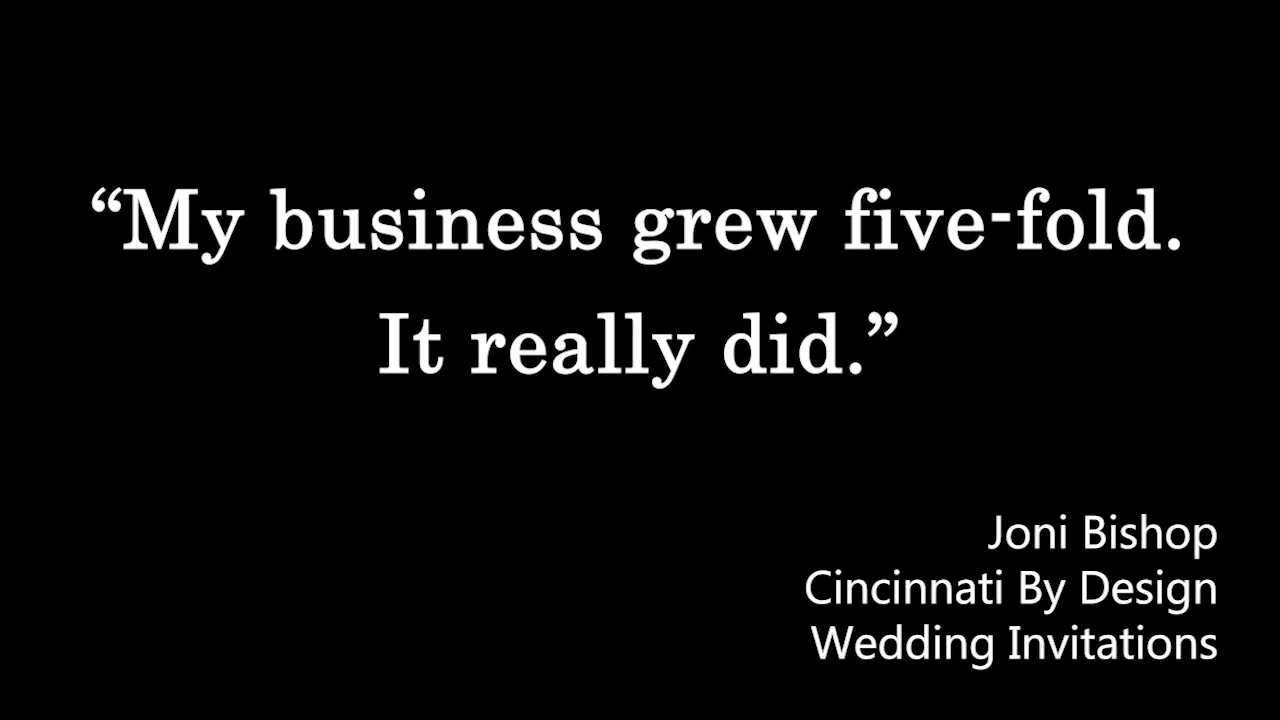 “My business grew five-fold.
It really did.”
Joni Bishop
Cincinnati By Design
Wedding Invitations